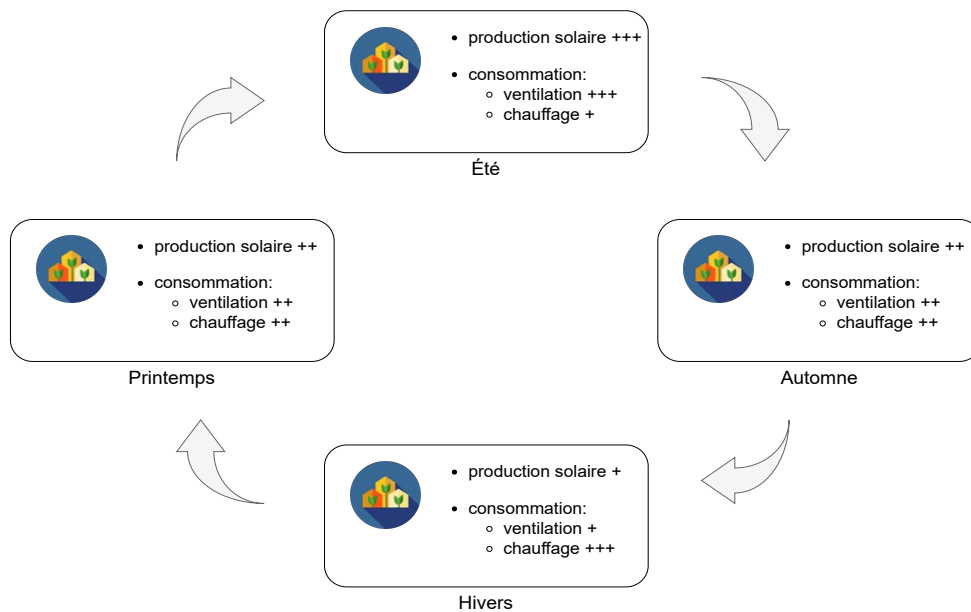 • production solaire +++
• consommation:
○ ventilation +++
○ chauffage +
Été
• production solaire ++
• consommation:
○ ventilation ++
○ chauffage ++
Printemps
• production solaire ++
• consommation:
○ ventilation ++
○ chauffage ++
Automne
• production solaire +
• consommation:
○ ventilation +
○ chauffage +++
Hivers